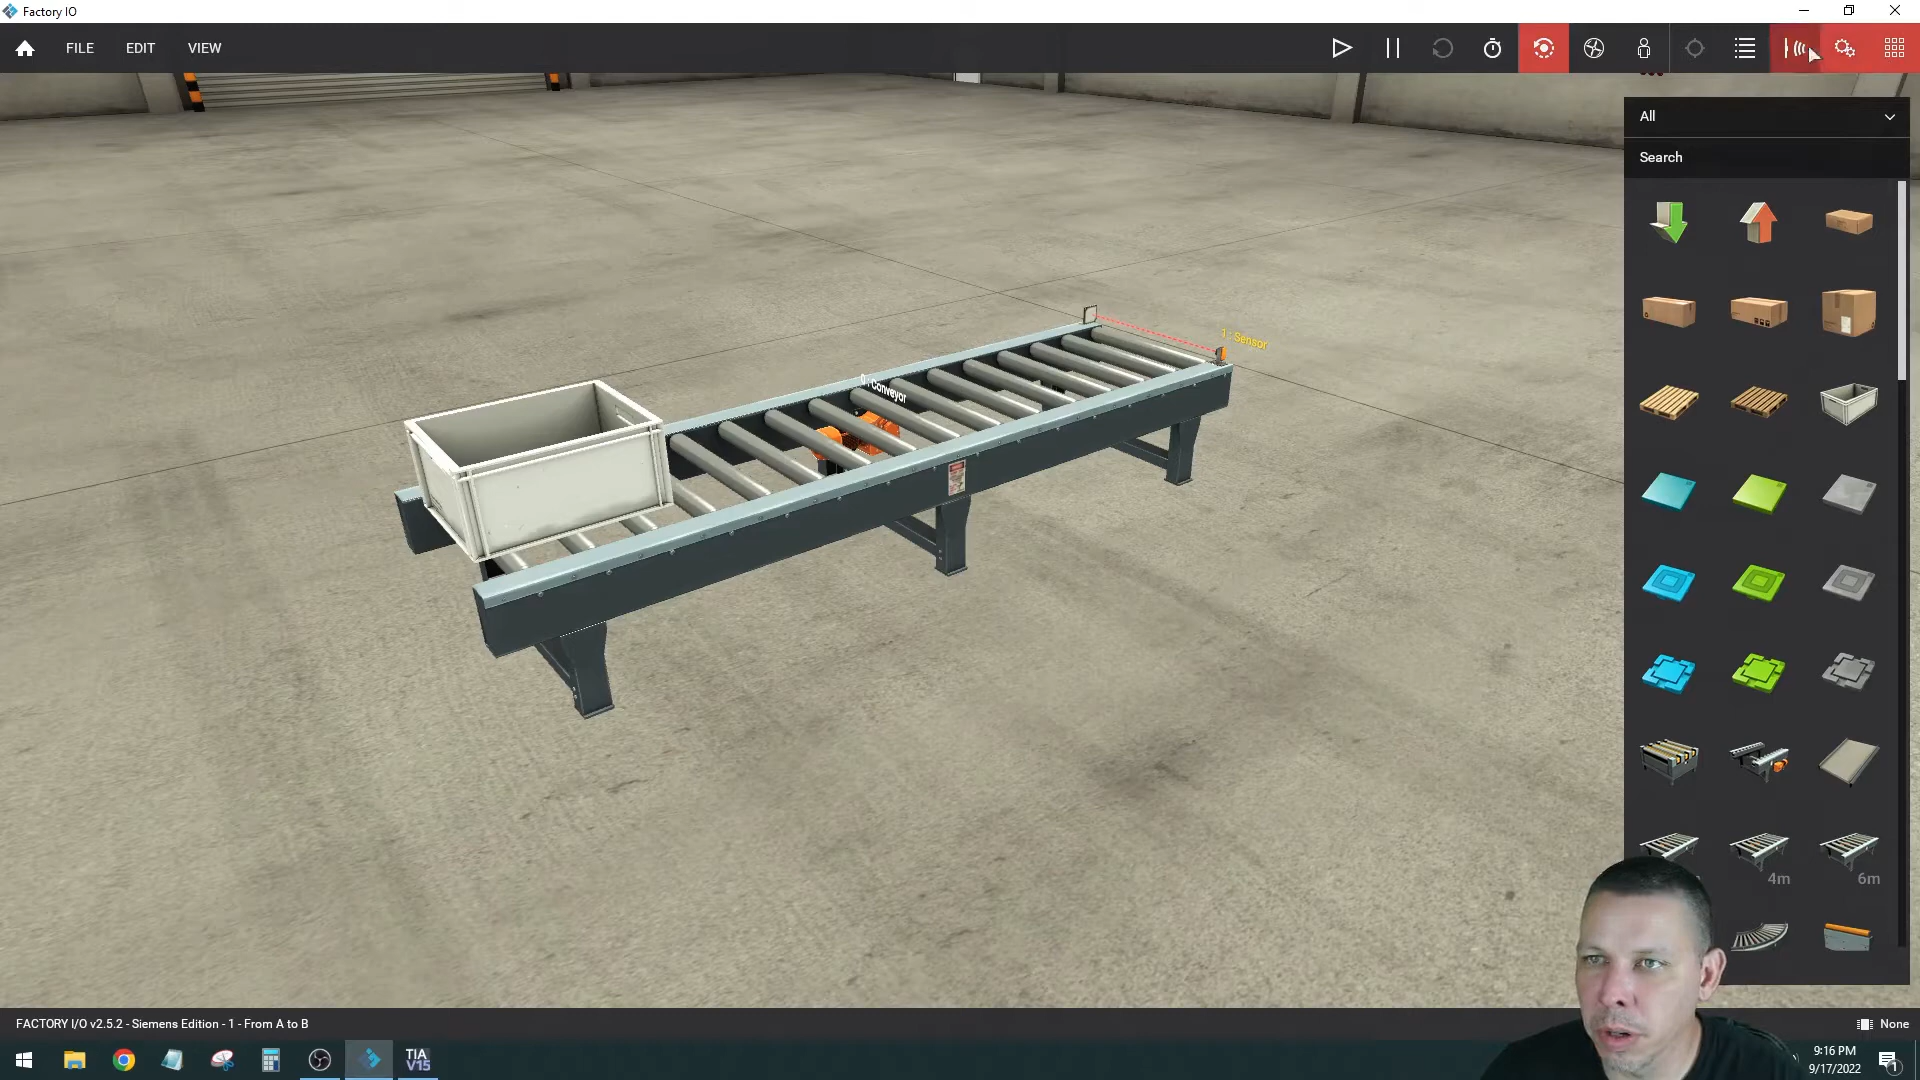 Factory IO
FILE EDIT VIEW
All
Search
1 : Sensor
0 : Conveyor
4m 6m
FACTORY I/O v2.5.2 - Siemens Edition - 1 - From A to B
None
TIA
V15
9:16 PM
9/17/2022
1